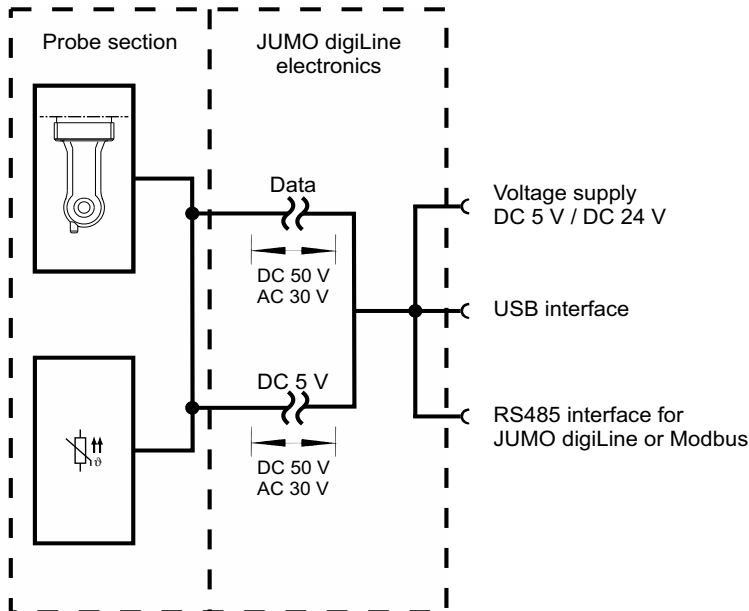 Probe section
JUMO digiLine
electronics
Data
DC 50 V
AC 30 V
DC 5 V
DC 50 V
AC 30 V
ϑ
Voltage supply
DC 5 V / DC 24 V
USB interface
RS485 interface for
JUMO digiLine or Modbus